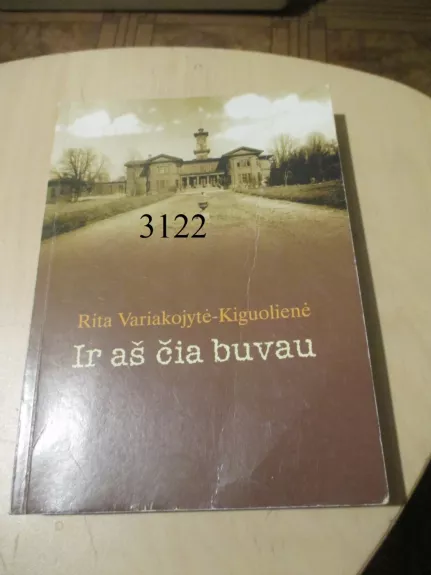 3122
Rita Variakojytė-Kiguolienė
Ir aš čia buvau